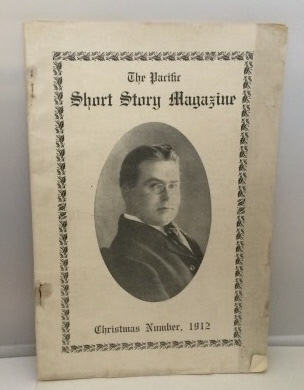 The Pacific
Short Story Magazine
Christmas Number, 1912